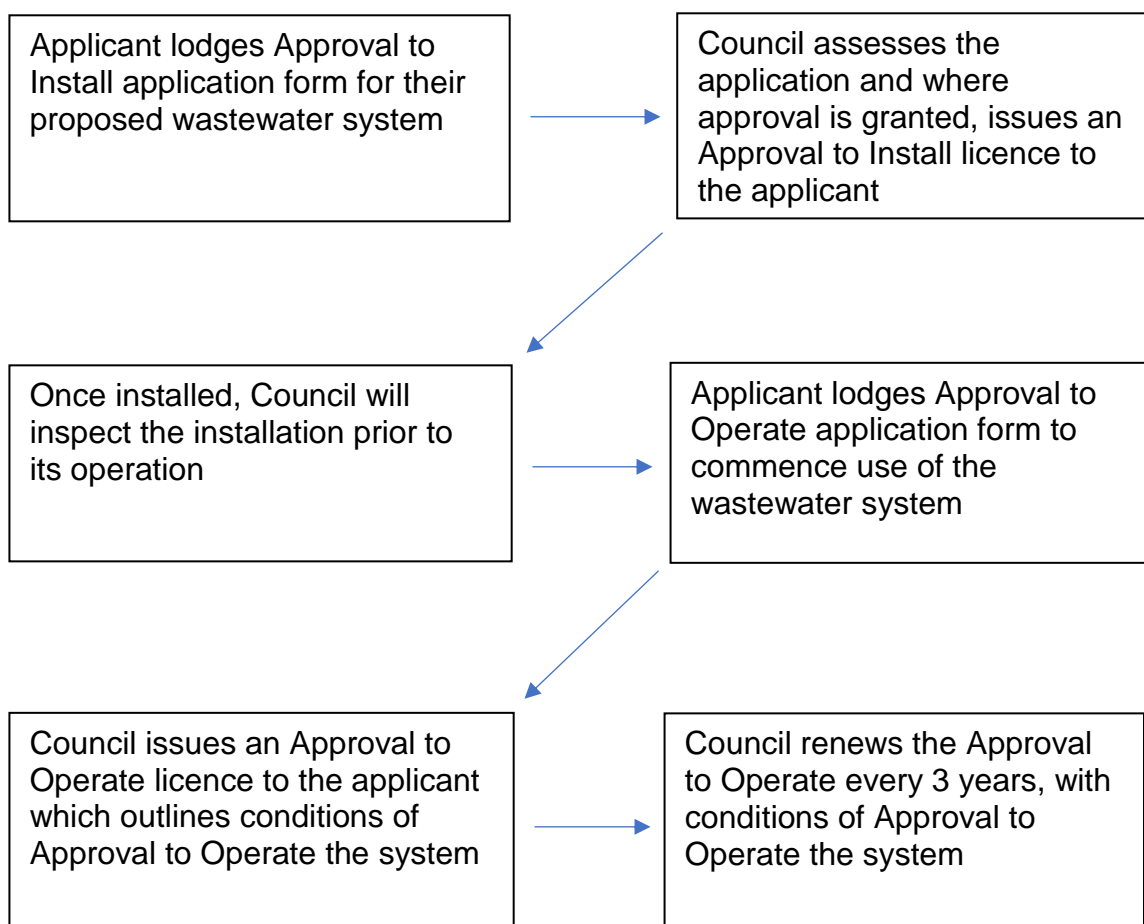 Applicant lodges Approval to
Install application form for their
proposed wastewater system
Council assesses the
application and where
approval is granted, issues an
Approval to Install licence to
the applicant
Once installed, Council will
inspect the installation prior to
its operation
Applicant lodges Approval to
Operate application form to
commence use of the
wastewater system
Council issues an Approval to
Operate licence to the applicant
which outlines conditions of
Approval to Operate the system
Council renews the Approval
to Operate every 3 years, with
conditions of Approval to
Operate the system